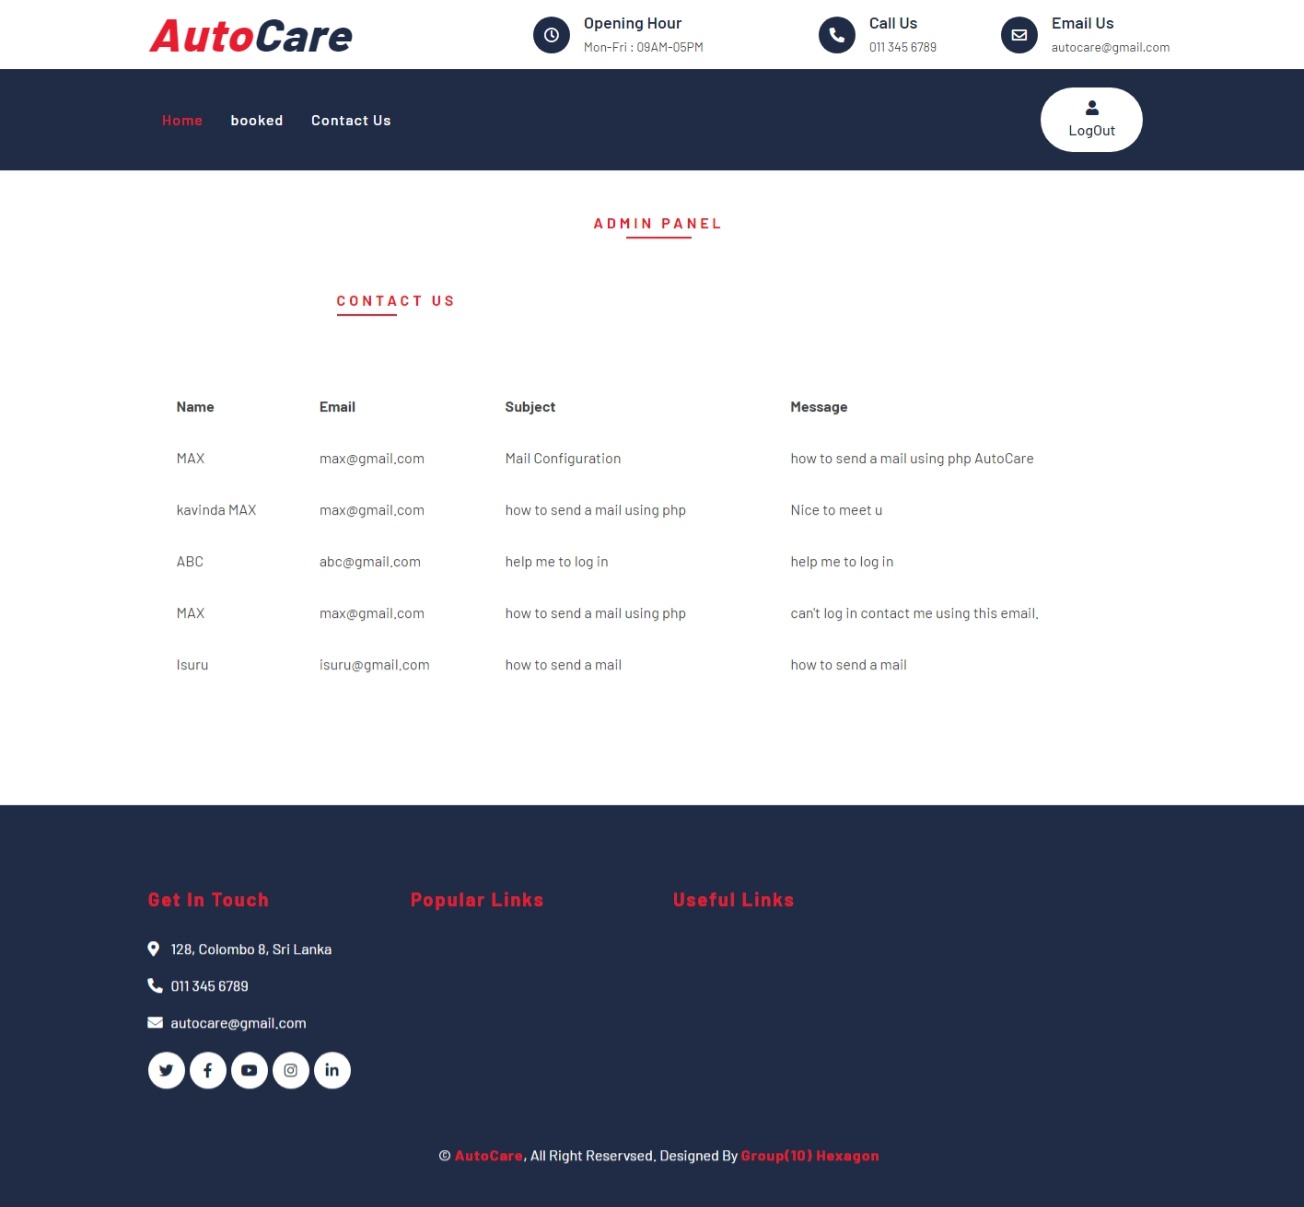 AutoCare
Opening Hour
Mon-Fri : 09AM-05PM
Call Us
011 345 6789
Email Us
autocare@gmail.com
Home booked Contact Us
LogOut
ADMIN PANEL
CONTACT US
Name Email Subject Message
MAX max@gmail.com Mail Configuration how to send a mail using php AutoCare
kavinda MAX max@gmail.com how to send a mail using php Nice to meet u
ABC abc@gmail.com help me to log in help me to log in
MAX max@gmail.com how to send a mail using php can't log in contact me using this email.
Isuru isuru@gmail.com how to send a mail how to send a mail
Get In Touch
128, Colombo 8, Sri Lanka
011 345 6789
autocare@gmail.com
Popular Links
Useful Links
© AutoCare, All Right Reservsed. Designed By Group(10) Hexagon